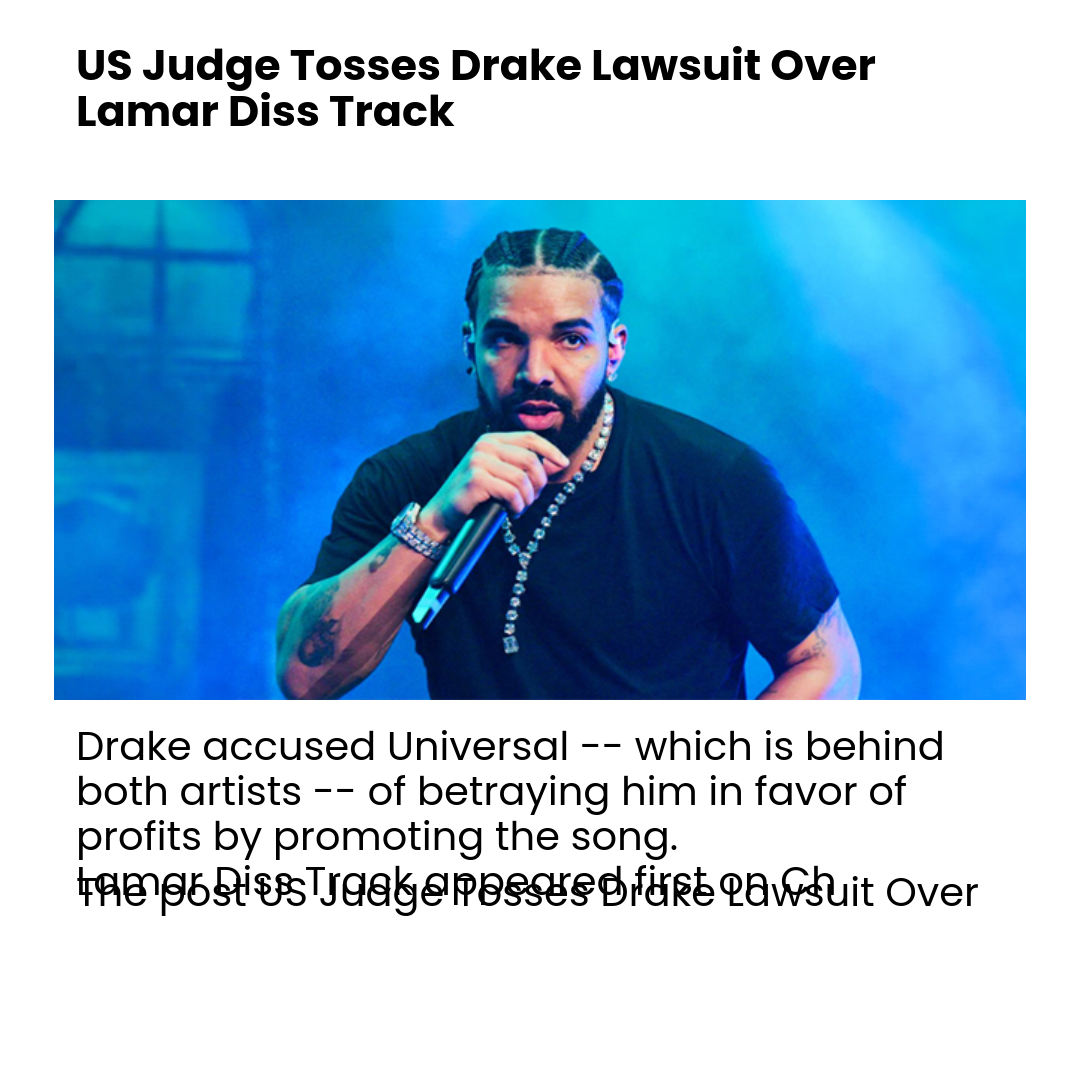 US Judge Tosses Drake Lawsuit Over
Lamar Diss Track
Drake accused Universal -- which is behind
both artists -- of betraying him in favor of
profits by promoting the song.
The post US Judge Tosses Drake Lawsuit Over
Lamar Diss Track appeared first on Ch